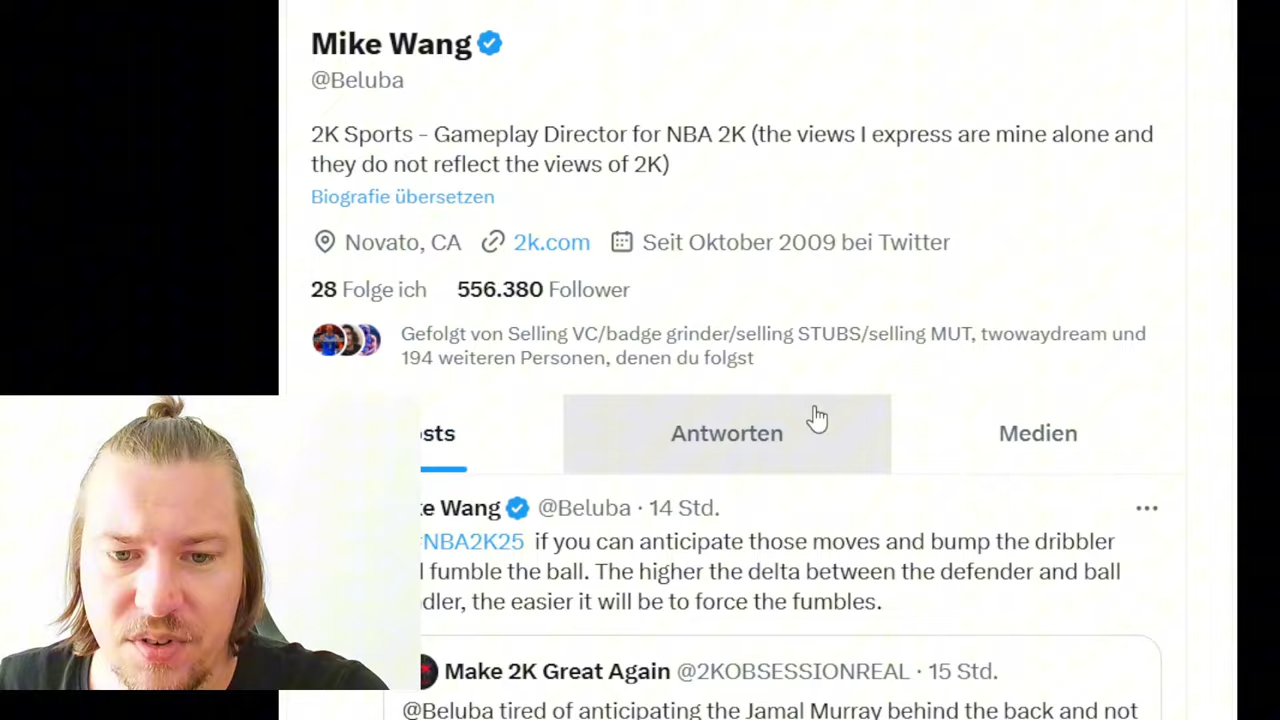 Mike Wang
@Beluba
2K Sports - Gameplay Director for NBA 2K (the views I express are mine alone and
they do not reflect the views of 2K)
Biografie übersetzen
Novato, CA 2k.com Seit Oktober 2009 bei Twitter
28 Folge ich 556.380 Follower
Gefolgt von Selling VC/badge grinder/selling STUBS/selling MUT, twowaydream und
194 weiteren Personen, denen du folgst
sts Antworten Medien
ke Wang @Beluba · 14 Std. ...
#NBA2K25 if you can anticipate those moves and bump the dribbler
fumble the ball. The higher the delta between the defender and ball
dler, the easier it will be to force the fumbles.
Make 2K Great Again @2KOBSESSIONREAL · 15 Std.
@Beluba tired of anticipating the Jamal Murray behind the back and not